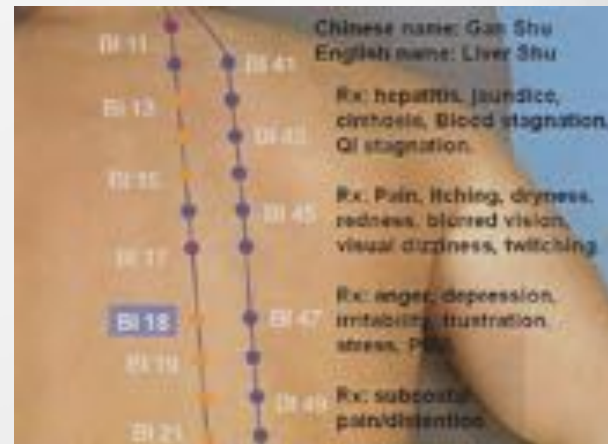 Bl 11
Bl 13
Bl 15
Bl 17
Bl 18
Bl 19
Bl 21
Bl 41
Bl 43
Bl 45
Bl 47
Bl 49
Chinese name: Gan Shu
English name: Liver Shu
Rx: hepatitis, jaundice,
cirrhosis, Blood stagnation,
Qi stagnation.
Rx: Pain, itching, dryness,
redness, blurred vision,
visual dizziness, twitching
Rx: anger, depression,
irritability, frustration,
stress,
Rx: subcostal
pain/distention